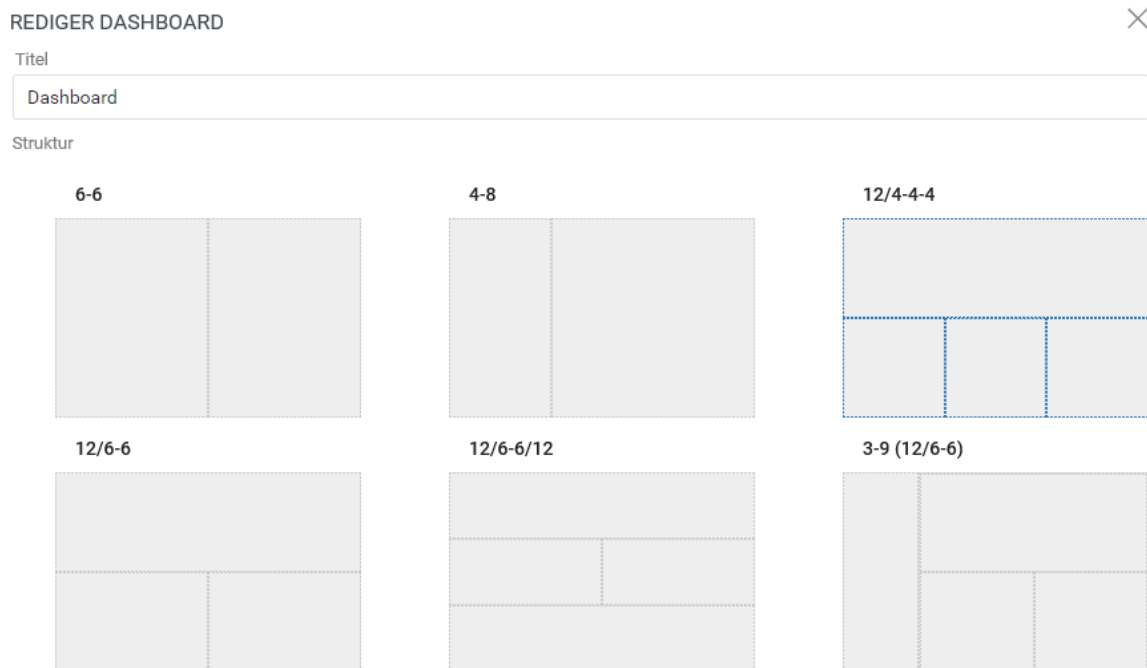 REDIGER DASHBOARD
Titel
Dashboard
Struktur
6-6
4-8
12/4-4-4
12/6-6
12/6-6/12
3-9 (12/6-6)